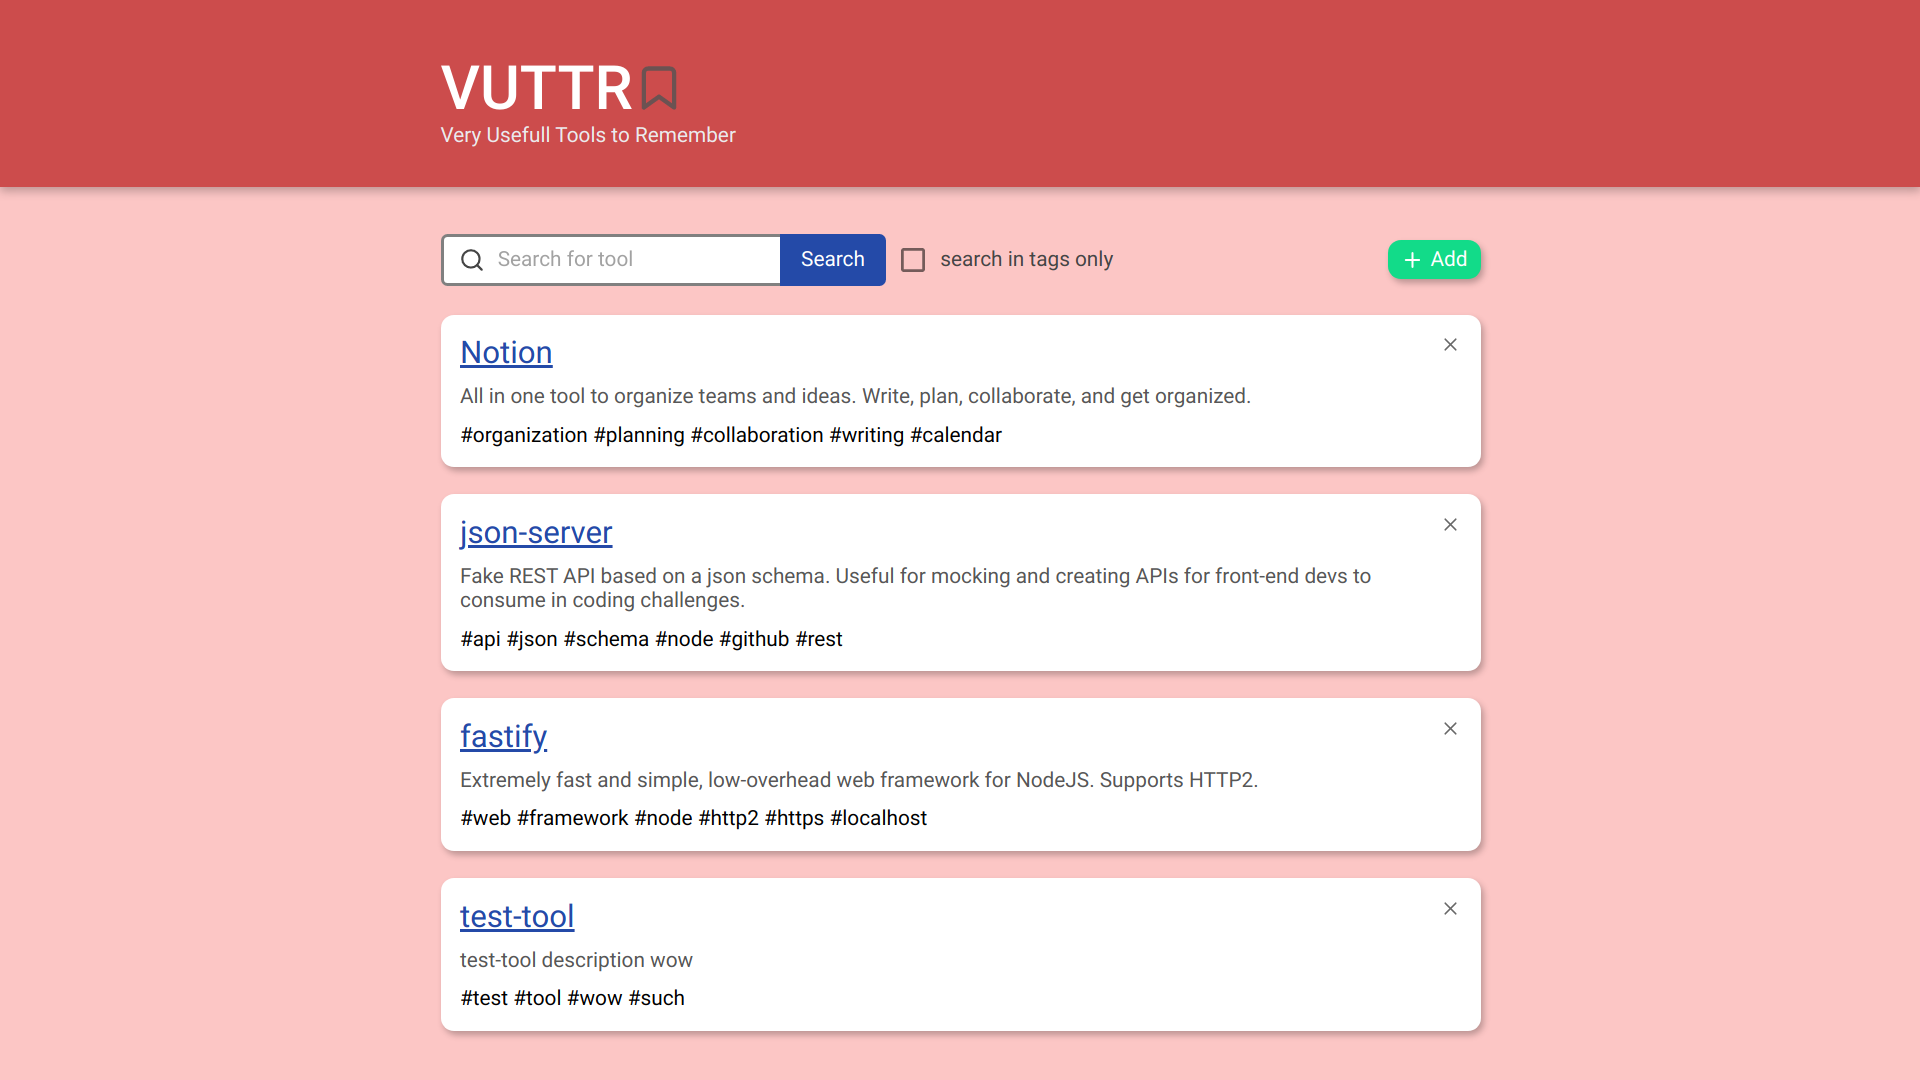 VUTTR
Very Usefull Tools to Remember
Search for tool Search search in tags only Add
Notion
All in one tool to organize teams and ideas. Write, plan, collaborate, and get organized.
#organization #planning #collaboration #writing #calendar
json-server
Fake REST API based on a json schema. Useful for mocking and creating APIs for front-end devs to
consume in coding challenges.
#api #json #schema #node #github #rest
fastify
Extremely fast and simple, low-overhead web framework for NodeJS. Supports HTTP2.
#web #framework #node #http2 #https #localhost
test-tool
test-tool description wow
#test #tool #wow #such